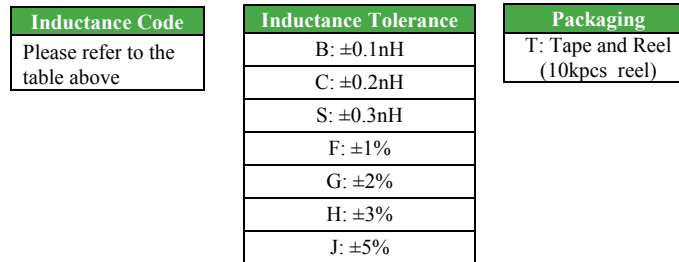 Inductance Code
Please refer to the
table above
Inductance Tolerance
B: ±0.1nH
C: ±0.2nH
S: ±0.3nH
F: ±1%
G: ±2%
H: ±3%
J: ±5%
Packaging
T: Tape and Reel
(10kpcs reel)